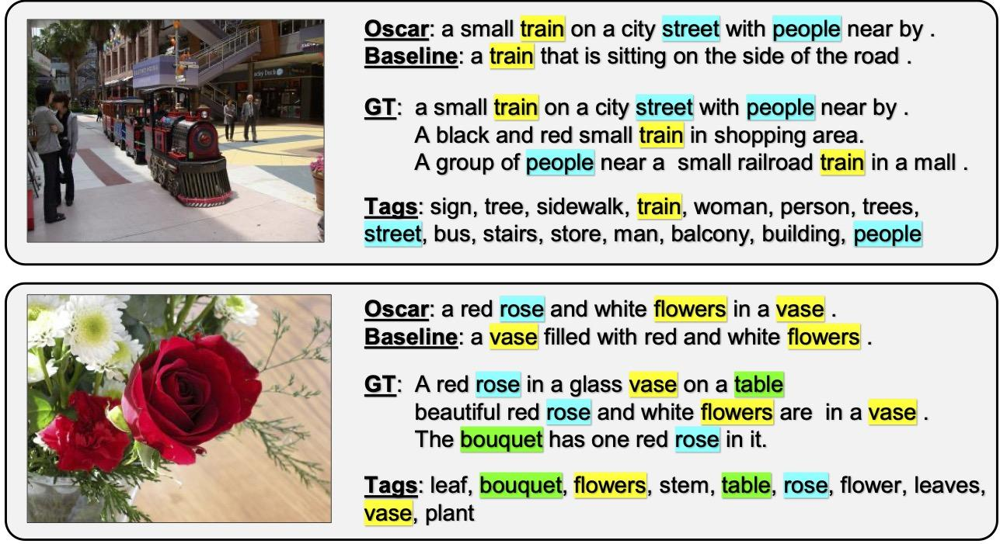 Oscar: a small train on a city street with people near by .
Baseline: a train that is sitting on the side of the road .
GT: a small train on a city street with people near by .
A black and red small train in shopping area.
A group of people near a small railroad train in a mall .
Tags: sign, tree, sidewalk, train, woman, person, trees,
street, bus, stairs, store, man, balcony, building, people
Oscar: a red rose and white flowers in a vase .
Baseline: a vase filled with red and white flowers .
GT: A red rose in a glass vase on a table
beautiful red rose and white flowers are in a vase .
The bouquet has one red rose in it.
Tags: leaf, bouquet, flowers, stem, table, rose, flower, leaves,
vase, plant